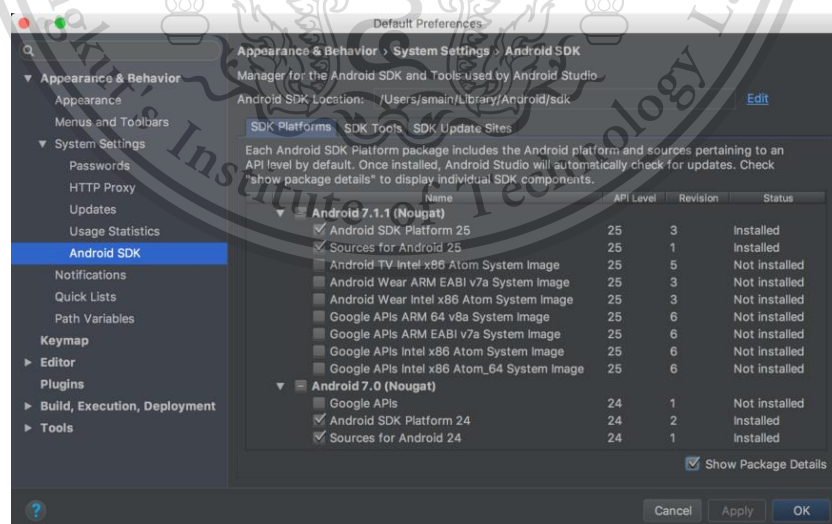 Default Preferences
Appearance & Behavior › System Settings › Android SDK
Manager for the Android SDK and Tools used by Android Studio
Android SDK Location: /Users/smain/Library/Android/sdk Edit
SDK Platforms SDK Tools SDK Update Sites
Each Android SDK Platform package includes the Android platform and sources pertaining to an
API level by default. Once installed, Android Studio will automatically check for updates. Check
"show package details" to display individual SDK components.
Name API Level Revision Status
Android 7.1.1 (Nougat)
Android SDK Platform 25 25 3 Installed
Sources for Android 25 25 1 Installed
Android TV Intel x86 Atom System Image 25 5 Not installed
Android Wear ARM EABI v7a System Image 25 3 Not installed
Android Wear Intel x86 Atom System Image 25 3 Not installed
Google APIs ARM 64 v8a System Image 25 6 Not installed
Google APIs ARM EABI v7a System Image 25 6 Not installed
Google APIs Intel x86 Atom System Image 25 6 Not installed
Google APIs Intel x86 Atom_64 System Image 25 6 Not installed
Android 7.0 (Nougat)
Google APIs 24 1 Not installed
Android SDK Platform 24 24 2 Installed
Sources for Android 24 24 1 Installed
Show Package Details
Appearance & Behavior
Appearance
Menus and Toolbars
System Settings
Passwords
HTTP Proxy
Updates
Usage Statistics
Android SDK
Notifications
Quick Lists
Path Variables
Keymap
Editor
Plugins
Build, Execution, Deployment
Tools
? Cancel Apply OK
Institute of Technology